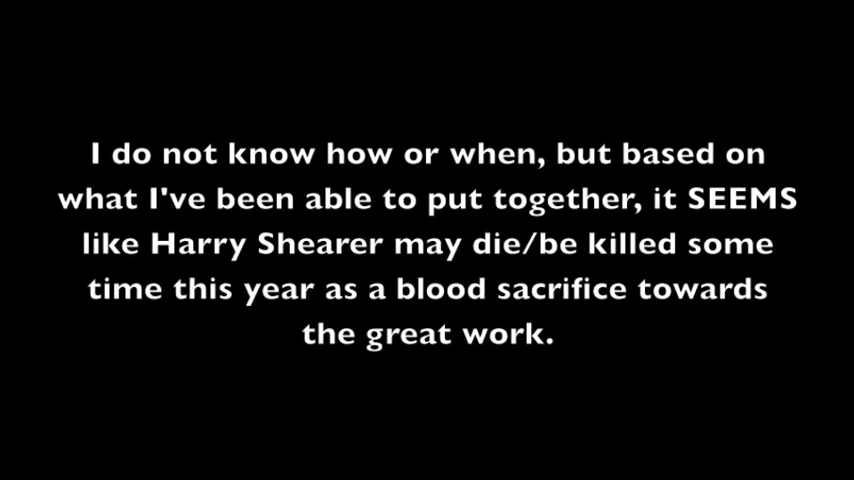 I do not know how or when, but based on
what I've been able to put together, it SEEMS
like Harry Shearer may die/be killed some
time this year as a blood sacrifice towards
the great work.